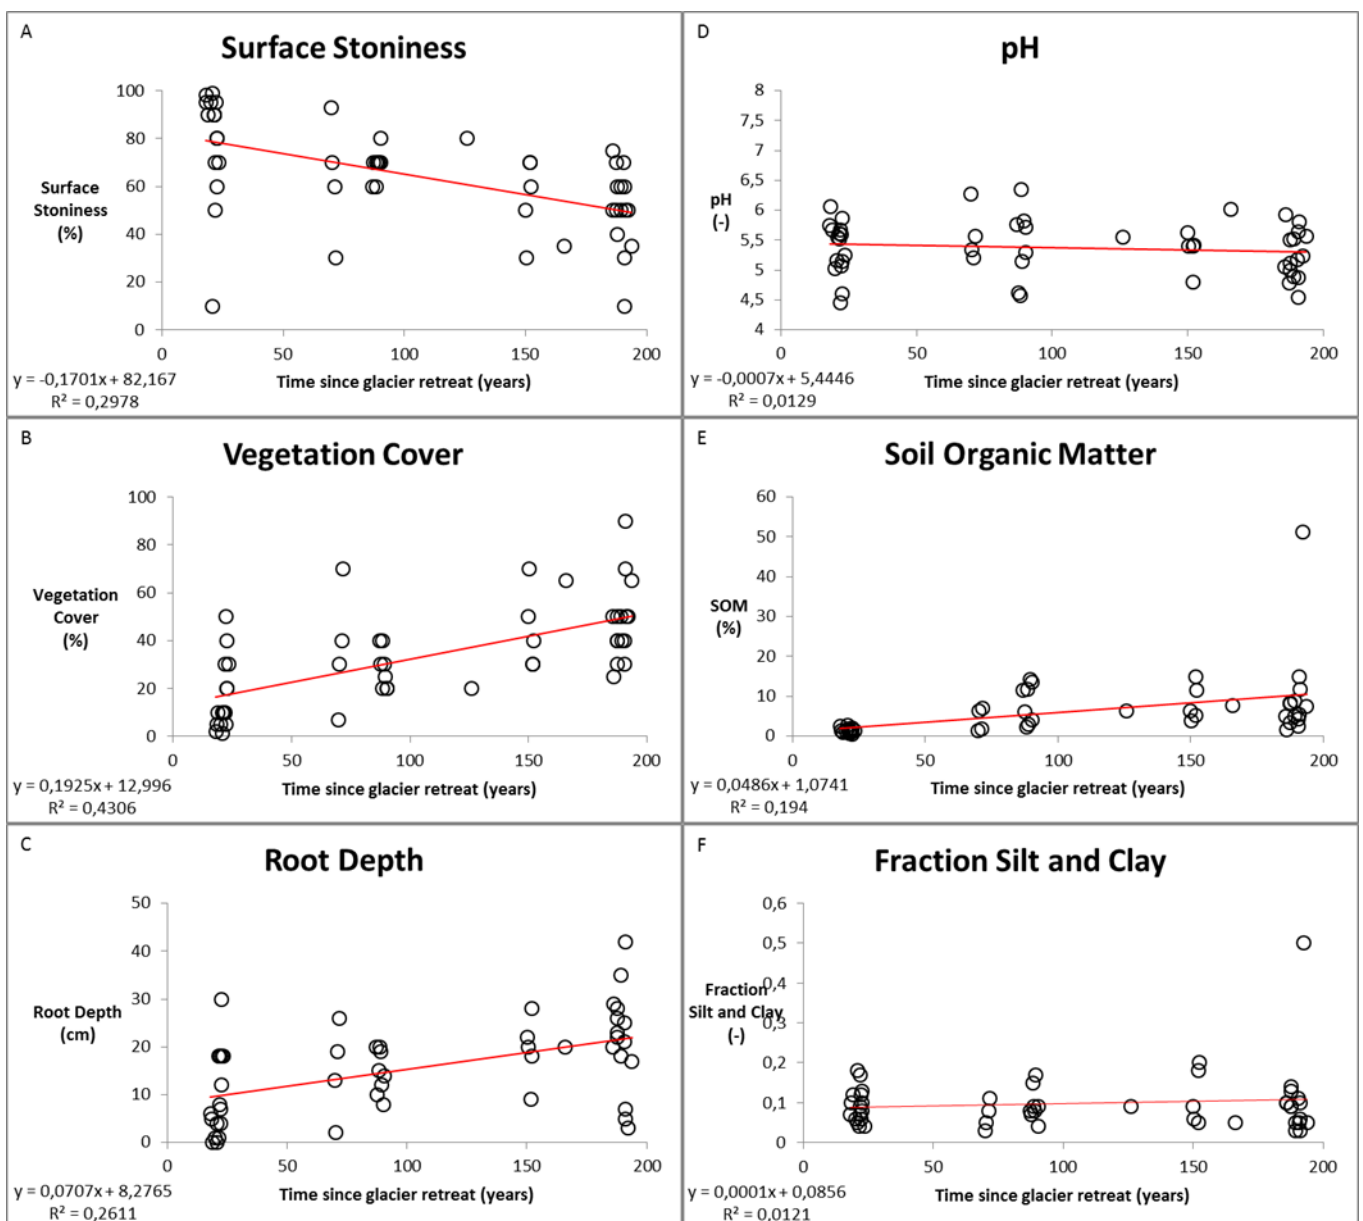 A
Surface Stoniness
100
80
60
40
20
0
Surface
Stoniness
(%)
0 50 100 150 200
Time since glacier retreat (years)
y = -0,1701x + 82,167
R² = 0,2978
D
pH
8
7,5
7
6,5
6
5,5
5
4,5
4
pH
(-)
0 50 100 150 200
Time since glacier retreat (years)
y = -0,0007x + 5,4446
R² = 0,0129
B
Vegetation Cover
100
80
60
40
20
0
Vegetation
Cover
(%)
0 50 100 150 200
Time since glacier retreat (years)
y = 0,1925x + 12,996
R² = 0,4306
E
Soil Organic Matter
60
50
40
30
20
10
0
SOM
(%)
0 50 100 150 200
Time since glacier retreat (years)
y = 0,0486x + 1,0741
R² = 0,194
C
Root Depth
50
40
30
20
10
0
Root Depth
(cm)
0 50 100 150 200
Time since glacier retreat (years)
y = 0,0707x + 8,2765
R² = 0,2611
F
Fraction Silt and Clay
0,6
0,5
0,4
0,3
0,2
0,1
0
Fraction
Silt and Clay
(-)
0 50 100 150 200
Time since glacier retreat (years)
y = 0,0001x + 0,0856
R² = 0,0121